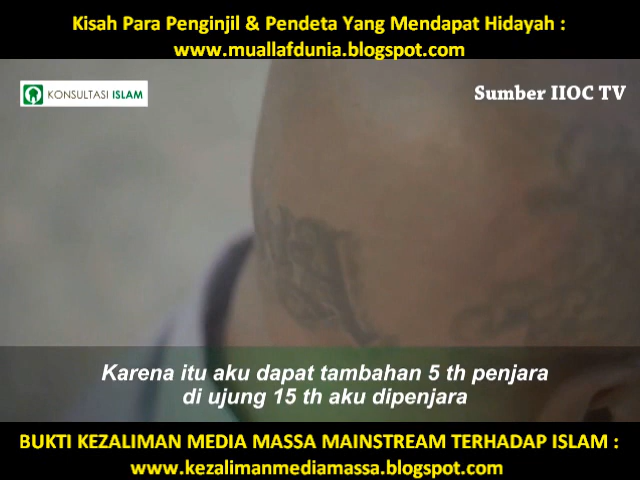 Kisah Para Penginjil & Pendeta Yang Mendapat Hidayah :
www.muallafdunia.blogspot.com
KONSULTASI ISLAM
Sumber IIOC TV
Karena itu aku dapat tambahan 5 th penjara
di ujung 15 th aku dipenjara
BUKTI KEZALIMAN MEDIA MASSA MAINSTREAM TERHADAP ISLAM :
www.kezalimanmediamassa.blogspot.com